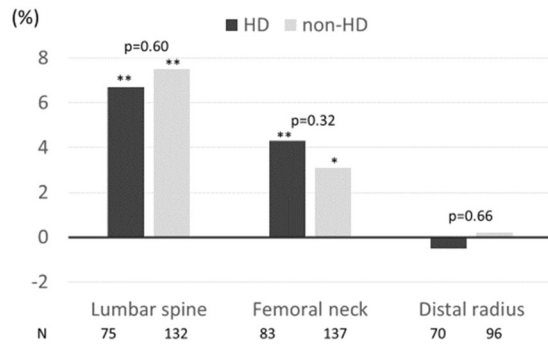 (%)
HD non-HD
p=0.60
8
** **
6
p=0.32
** *
4
2
p=0.66
0
-2
Lumbar spine Femoral neck Distal radius
N 75 132 83 137 70 96